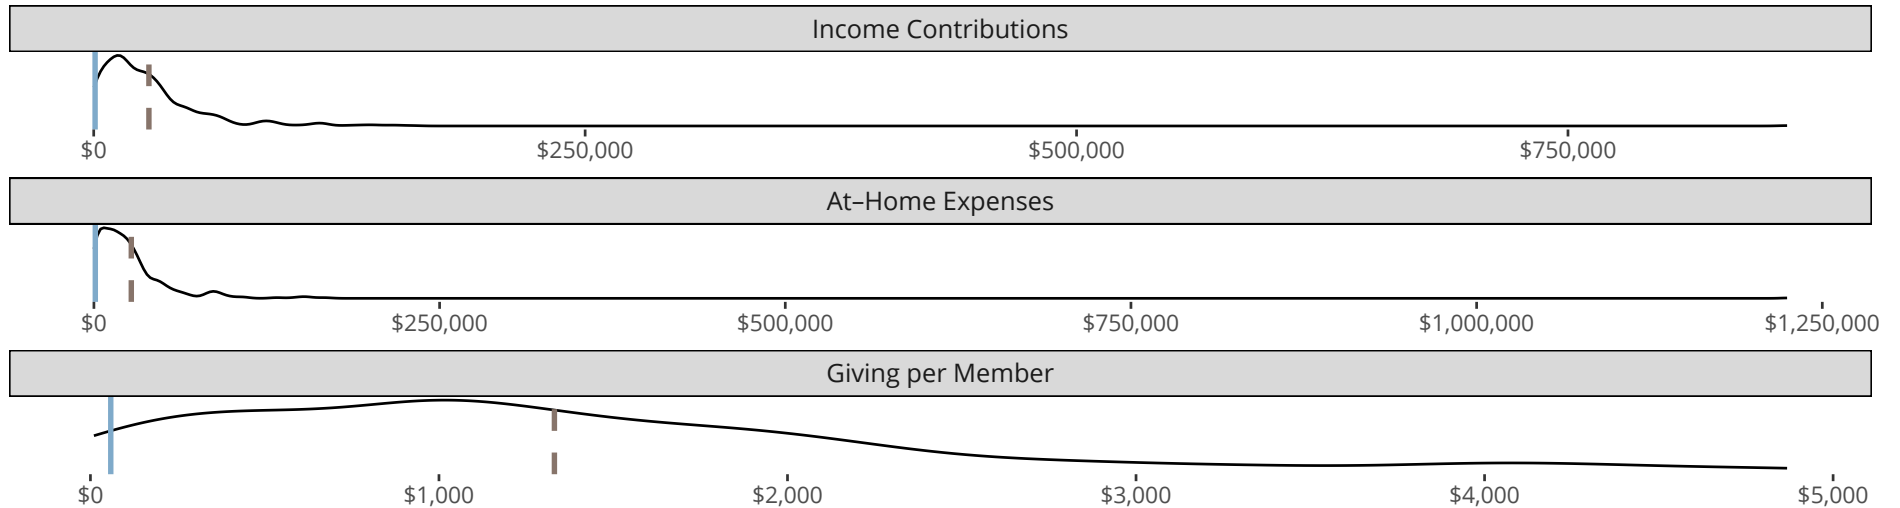 Income Contributions
$0 $250,000 $500,000 $750,000
At–Home Expenses
$0 $250,000 $500,000 $750,000 $1,000,000 $1,250,000
Giving per Member
$0 $1,000 $2,000 $3,000 $4,000 $5,000